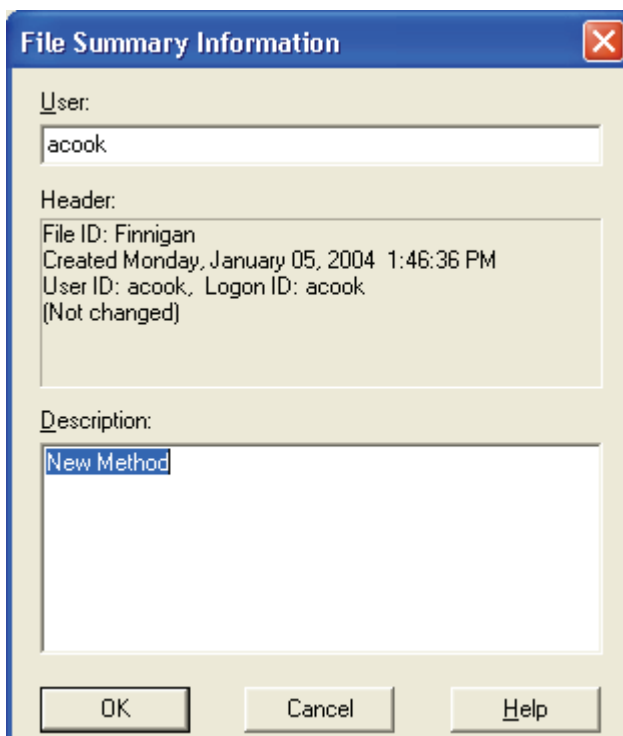 File Summary Information
User:
acook
Header:
File ID: Finnigan
Created Monday, January 05, 2004  1:46:36 PM
User ID: acook,  Logon ID: acook
(Not changed)
Description:
New Method
OK
Cancel
Help